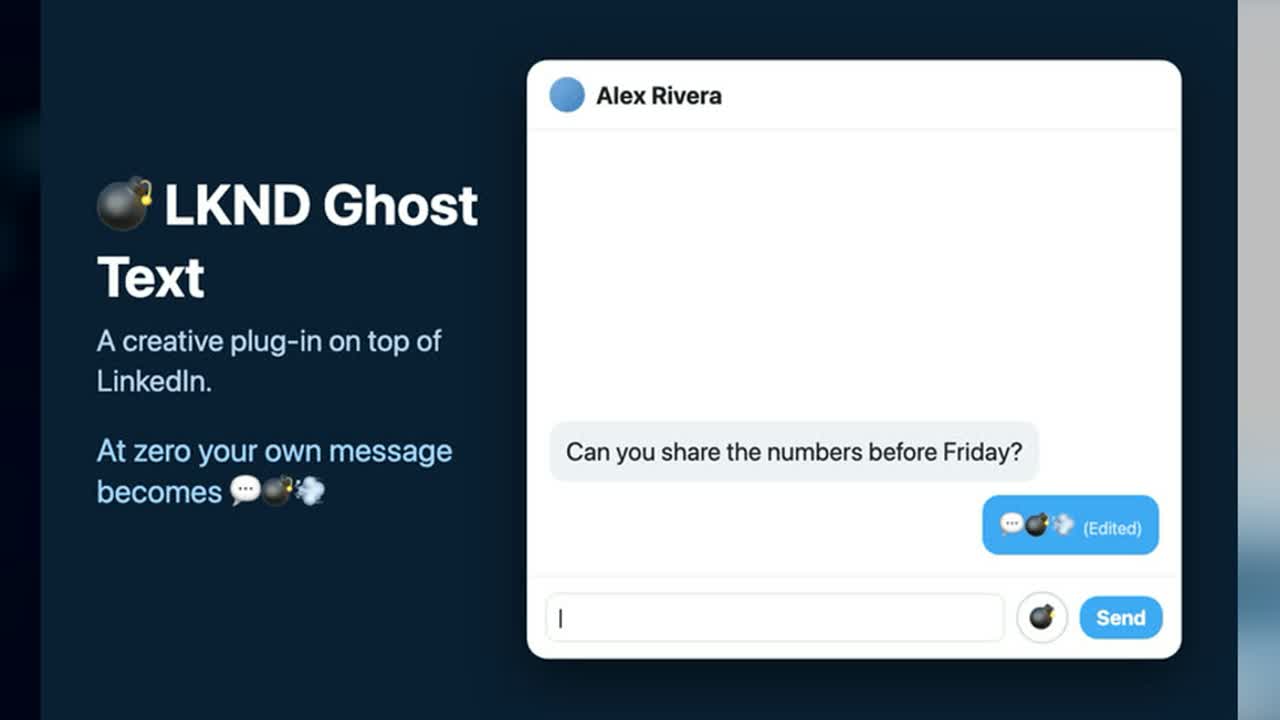 💣 LKND Ghost
Text
A creative plug-in on top of
LinkedIn.
At zero your own message
becomes 💬💣💨
Alex Rivera
Can you share the numbers before Friday?
💬💣💨 (Edited)
💣 Send